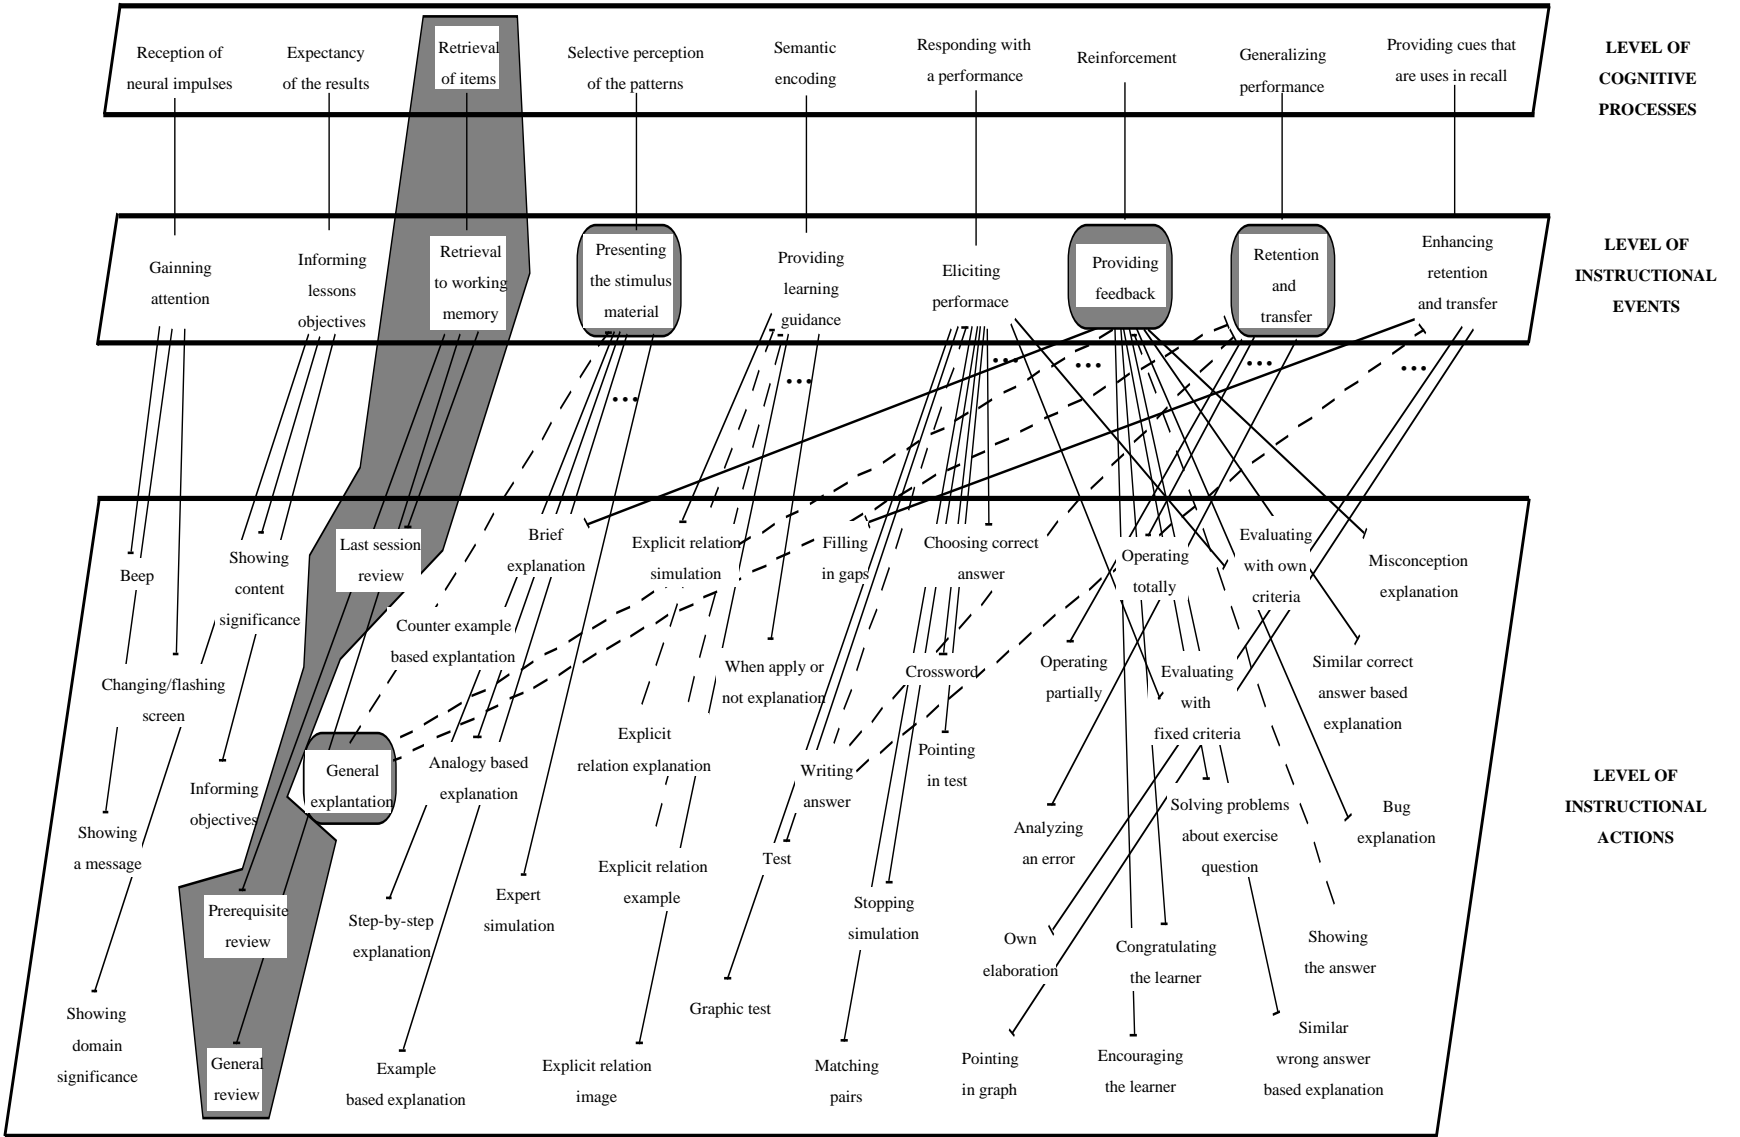 Reception of
neural impulses
Expectancy
of the results
Retrieval
of items
Selective perception
of the patterns
Semantic
encoding
Responding with
a performance
Reinforcement
Generalizing
performance
Providing cues that
are uses in recall
LEVEL OF
COGNITIVE
PROCESSES
Gainning
attention
Informing
lessons
objectives
Retrieval
to working
memory
Presenting
the stimulus
material
Providing
learning
guidance
Eliciting
performace
Providing
feedback
Retention
and
transfer
Enhancing
retention
and transfer
LEVEL OF
INSTRUCTIONAL
EVENTS
...
...
...
...
...
...
Beep
Showing
content
significance
Last session
review
Brief
explanation
Explicit relation
simulation
Filling
in gaps
Choosing correct
answer
Operating
totally
Evaluating
with own
criteria
Misconception
explanation
Changing/flashing
screen
Counter example
based explantation
When apply or
not explanation
Crossword
Operating
partially
Evaluating
with
fixed criteria
Similar correct
answer based
explanation
Informing
objectives
General
explantation
Analogy based
explanation
Explicit
relation explanation
Writing
answer
Pointing
in test
Solving problems
about exercise
question
Bug
explanation
LEVEL OF
INSTRUCTIONAL
ACTIONS
Showing
a message
Test
Analyzing
an error
Prerequisite
review
Step-by-step
explanation
Expert
simulation
Explicit relation
example
Stopping
simulation
Own
elaboration
Congratulating
the learner
Showing
the answer
Showing
domain
significance
General
review
Example
based explanation
Explicit relation
image
Graphic test
Matching
pairs
Pointing
in graph
Encouraging
the learner
Similar
wrong answer
based explanation